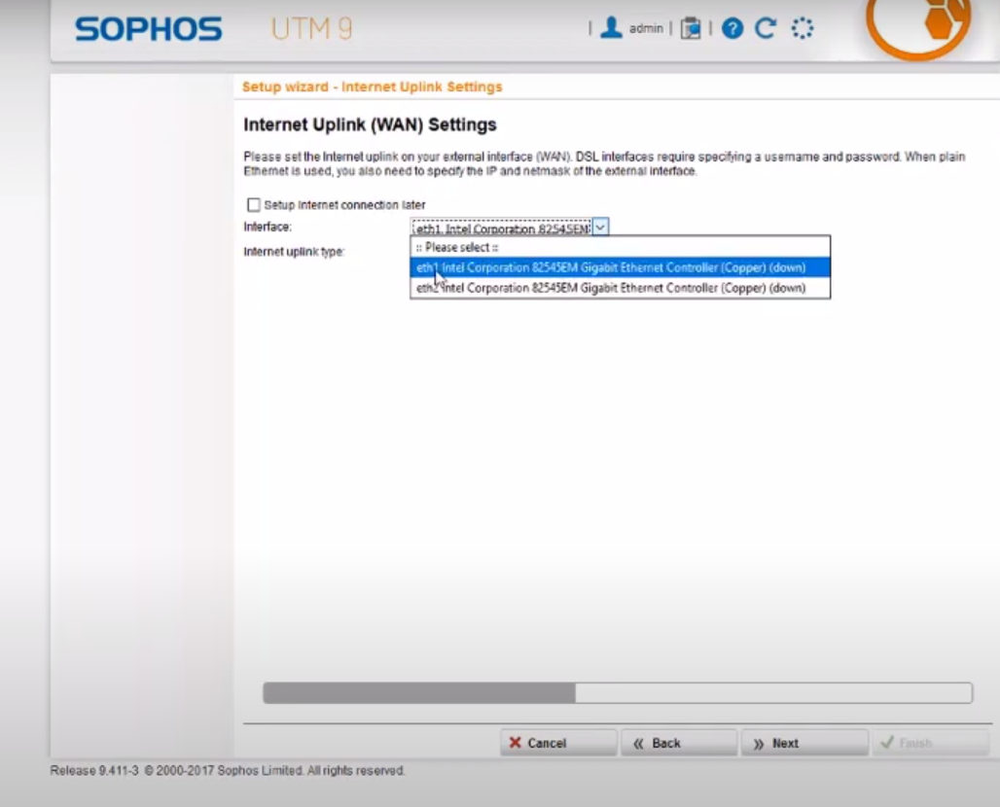 SOPHOS UTM 9 | admin | | ?
Setup wizard - Internet Uplink Settings
Internet Uplink (WAN) Settings
Please set the Internet uplink on your external interface (WAN). DSL interfaces require specifying a username and password. When plain
Ethernet is used, you also need to specify the IP and netmask of the external interface.
Setup Internet connection later
Interface: eth1 Intel Corporation 82545EM
:: Please select ::
Internet uplink type:
eth1 Intel Corporation 82545EM Gigabit Ethernet Controller (Copper) (down)
eth2 Intel Corporation 82545EM Gigabit Ethernet Controller (Copper) (down)
Cancel << Back >> Next Finish
Release 9.411-3 © 2000-2017 Sophos Limited. All rights reserved.